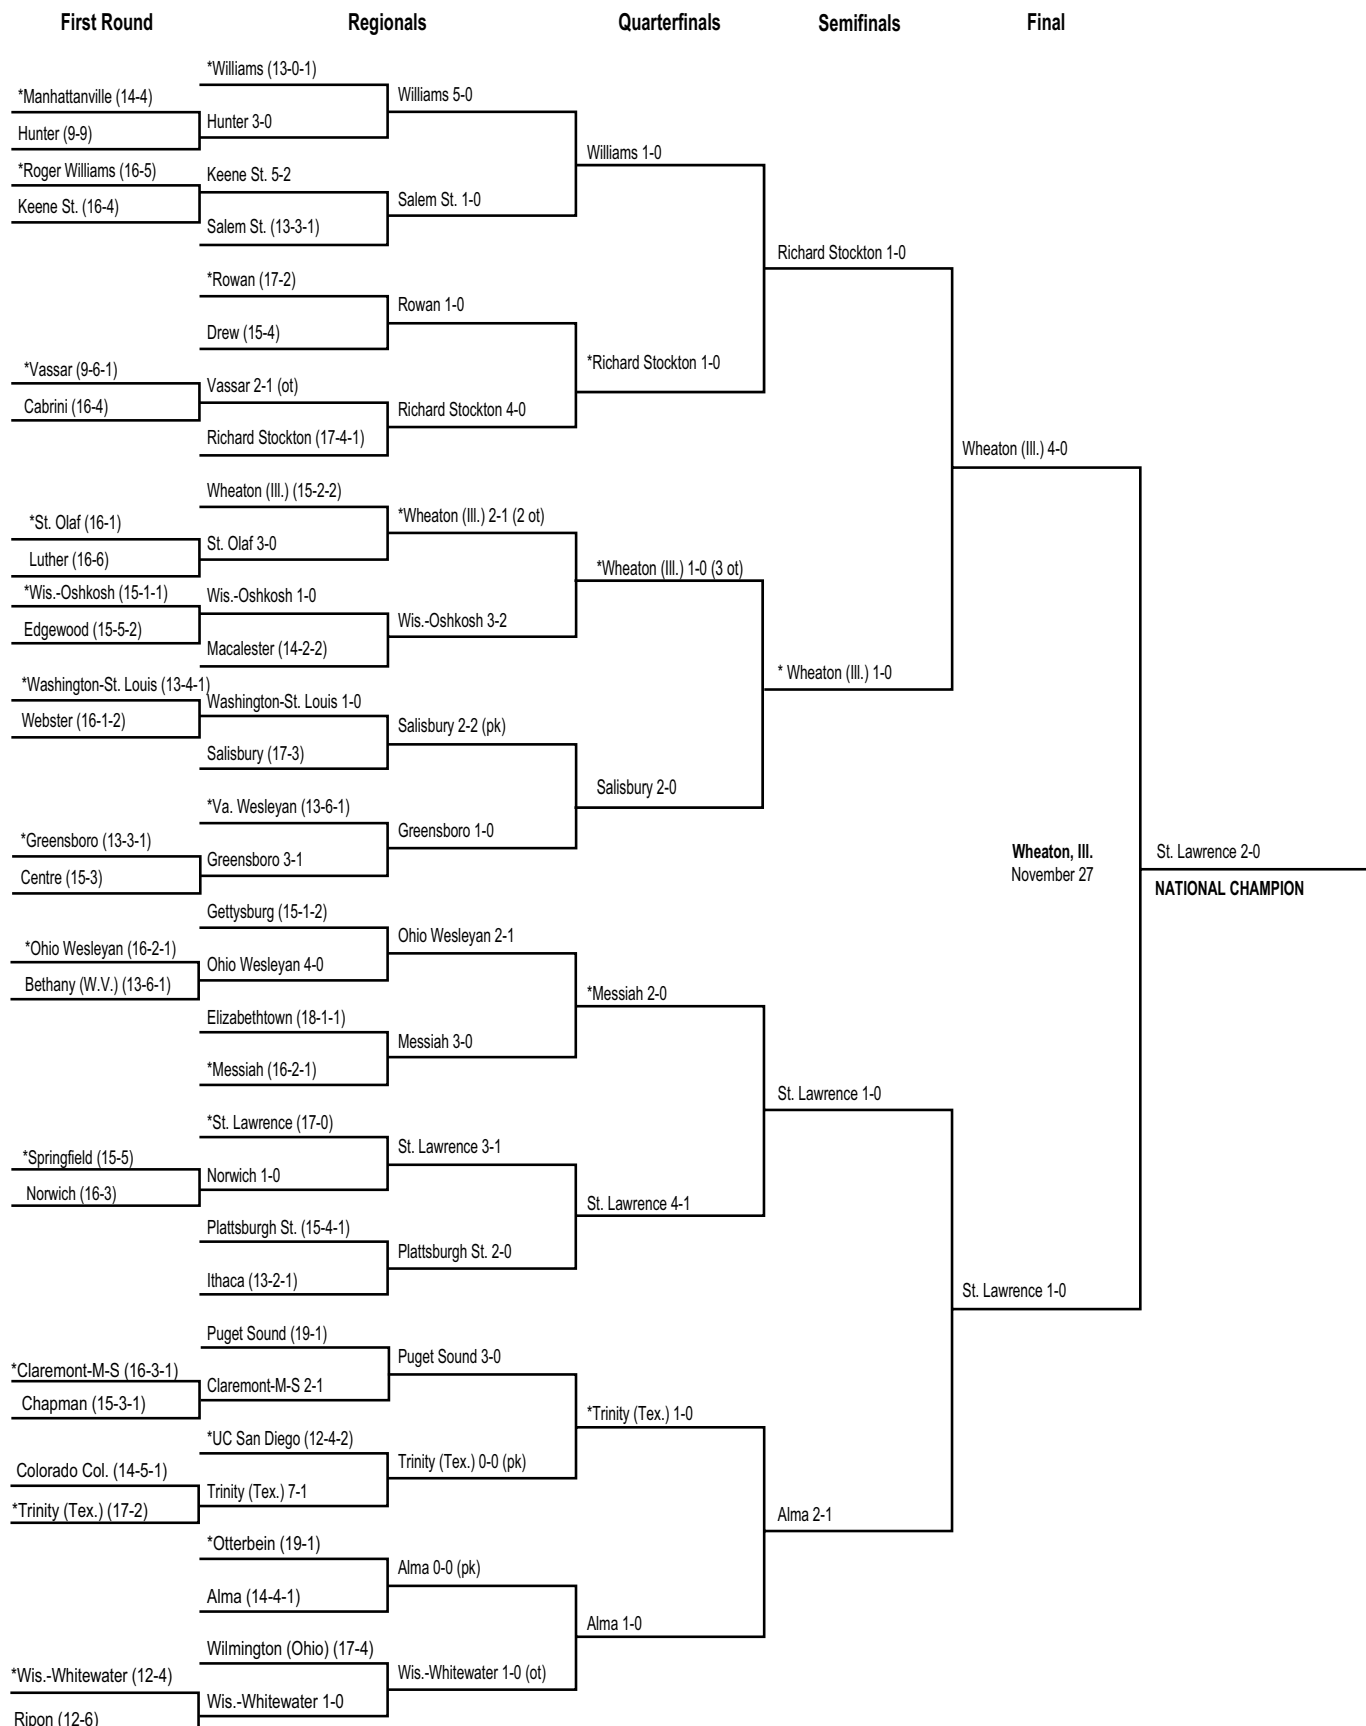 First Round
Regionals
Quarterfinals
Semifinals
Final
*Williams (13-0-1)
*Manhattanville (14-4)
Williams 5-0
Hunter (9-9)
Hunter 3-0
Williams 1-0
*Roger Williams (16-5)
Keene St. 5-2
Keene St. (16-4)
Salem St. 1-0
Salem St. (13-3-1)
Richard Stockton 1-0
*Rowan (17-2)
Rowan 1-0
Drew (15-4)
*Vassar (9-6-1)
*Richard Stockton 1-0
Vassar 2-1 (ot)
Cabrini (16-4)
Richard Stockton 4-0
Richard Stockton (17-4-1)
Wheaton (Ill.) 4-0
Wheaton (Ill.) (15-2-2)
*St. Olaf (16-1)
*Wheaton (Ill.) 2-1 (2 ot)
St. Olaf 3-0
Luther (16-6)
*Wheaton (Ill.) 1-0 (3 ot)
*Wis.-Oshkosh (15-1-1)
Wis.-Oshkosh 1-0
Edgewood (15-5-2)
Wis.-Oshkosh 3-2
Macalester (14-2-2)
* Wheaton (Ill.) 1-0
*Washington-St. Louis (13-4-1)
Washington-St. Louis 1-0
Webster (16-1-2)
Salisbury 2-2 (pk)
Salisbury (17-3)
Salisbury 2-0
*Va. Wesleyan (13-6-1)
Greensboro 1-0
*Greensboro (13-3-1)
Greensboro 3-1
Centre (15-3)
Wheaton, Ill.
November 27
St. Lawrence 2-0
NATIONAL CHAMPION
Gettysburg (15-1-2)
*Ohio Wesleyan (16-2-1)
Ohio Wesleyan 2-1
Ohio Wesleyan 4-0
Bethany (W.V.) (13-6-1)
*Messiah 2-0
Elizabethtown (18-1-1)
Messiah 3-0
*Messiah (16-2-1)
St. Lawrence 1-0
*St. Lawrence (17-0)
St. Lawrence 3-1
*Springfield (15-5)
Norwich 1-0
Norwich (16-3)
St. Lawrence 4-1
Plattsburgh St. (15-4-1)
Plattsburgh St. 2-0
Ithaca (13-2-1)
St. Lawrence 1-0
Puget Sound (19-1)
Puget Sound 3-0
*Claremont-M-S (16-3-1)
Claremont-M-S 2-1
Chapman (15-3-1)
*Trinity (Tex.) 1-0
*UC San Diego (12-4-2)
Trinity (Tex.) 0-0 (pk)
Colorado Col. (14-5-1)
Trinity (Tex.) 7-1
*Trinity (Tex.) (17-2)
Alma 2-1
*Otterbein (19-1)
Alma 0-0 (pk)
Alma (14-4-1)
Alma 1-0
Wilmington (Ohio) (17-4)
*Wis.-Whitewater (12-4)
Wis.-Whitewater 1-0 (ot)
Wis.-Whitewater 1-0
Ripon (12-6)